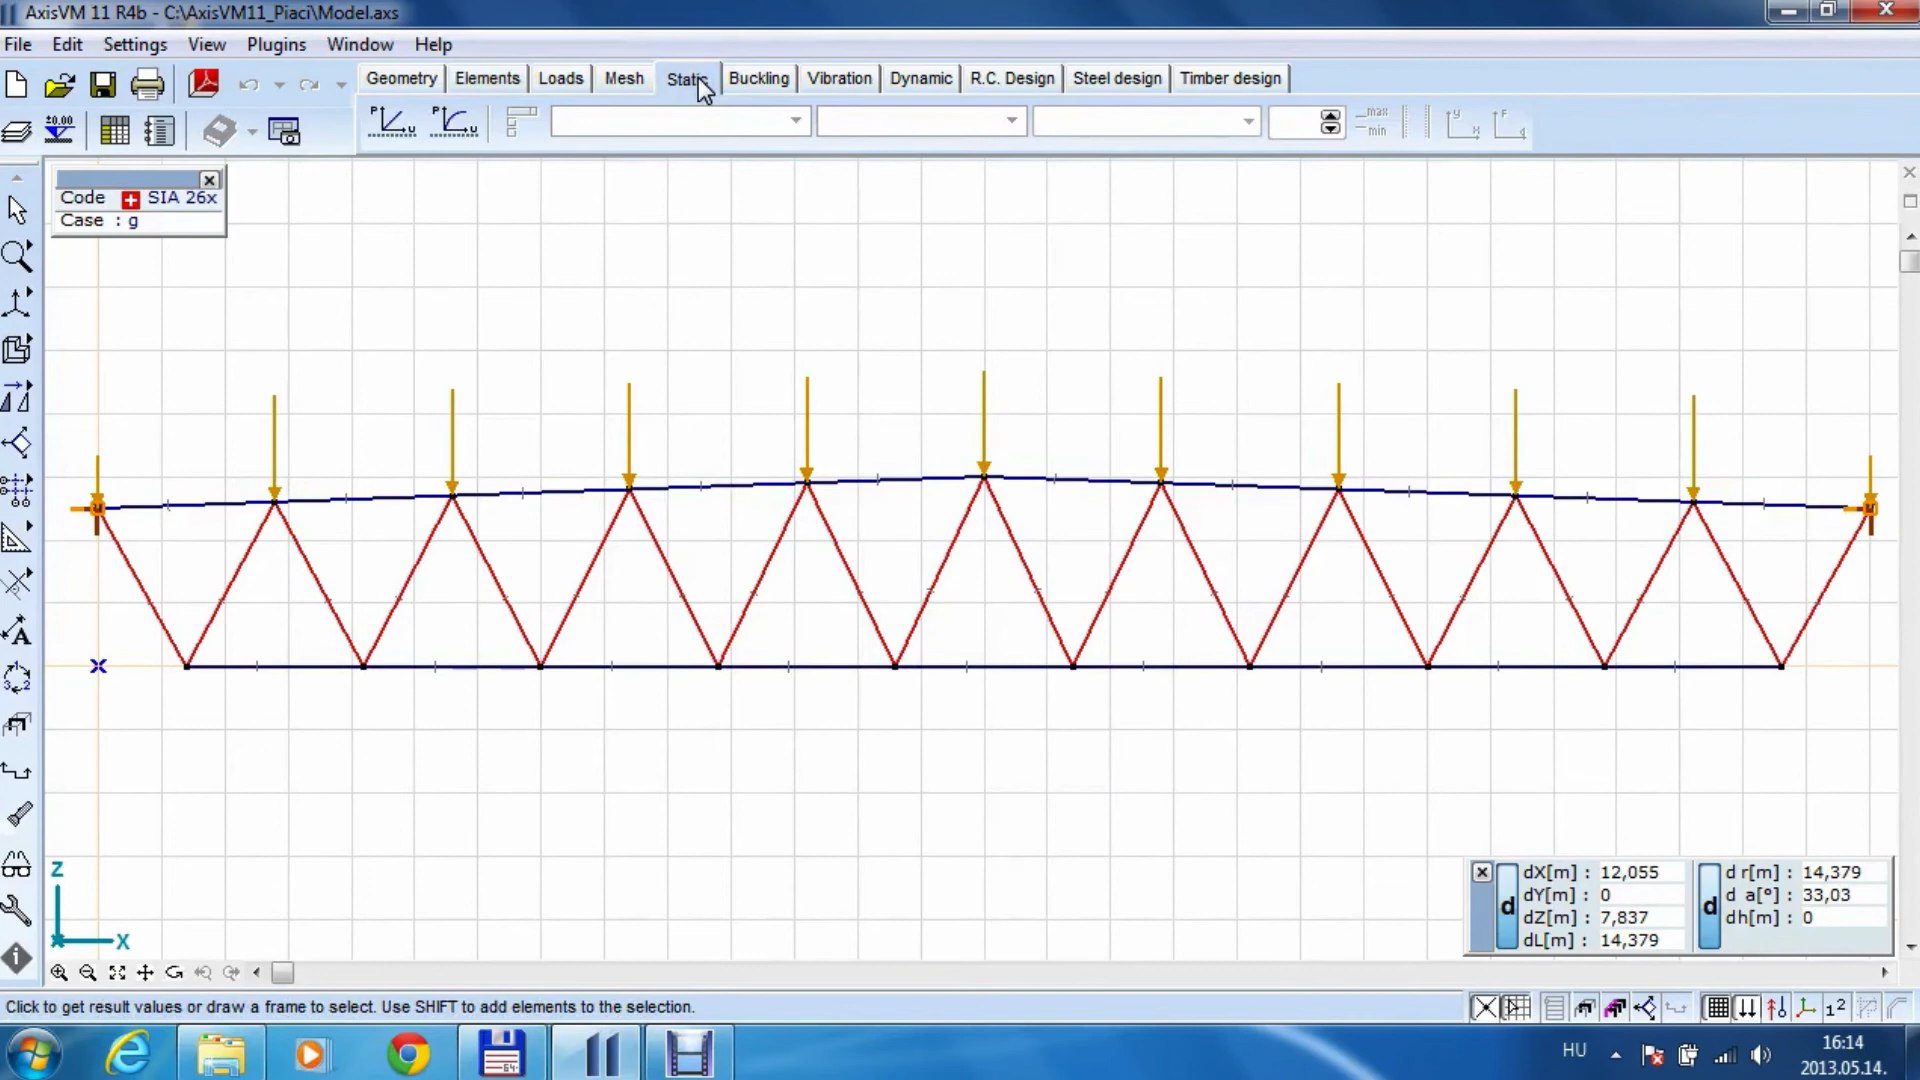 AxisVM 11 R4b - C:\AxisVM11_Piaci\Model.axs
File Edit Settings View Plugins Window Help
Geometry Elements Loads Mesh Static Buckling Vibration Dynamic R.C. Design Steel design Timber design
Code SIA 26x
Case : g
Z
X
dX[m] : 12,055
dY[m] : 0
dZ[m] : 7,837
dL[m] : 14,379
d r[m] : 14,379
d a[°] : 33,03
dh[m] : 0
d
d
Click to get result values or draw a frame to select. Use SHIFT to add elements to the selection.
HU
16:14
2013.05.14.